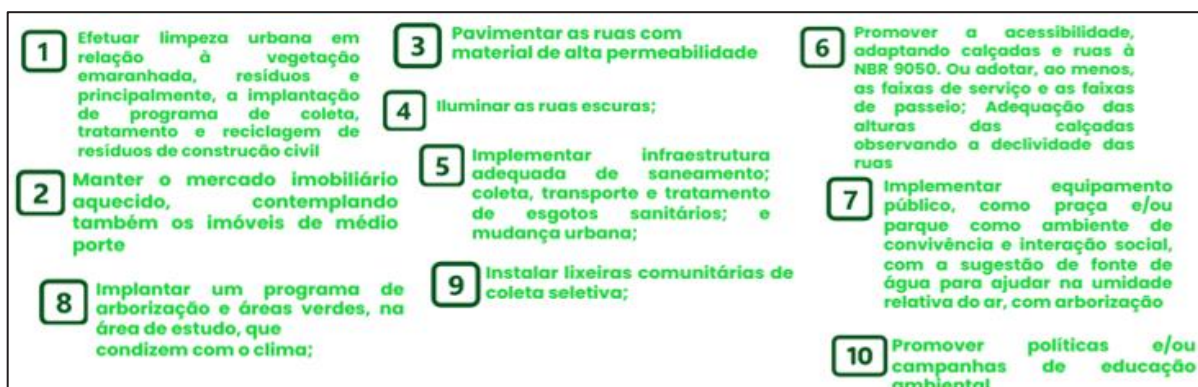 1
Efetuar limpeza urbana em
relação à vegetação
emaranhada, resíduos e
principalmente, a implantação
de programa de coleta,
tratamento e reciclagem de
resíduos de construção civil
2
Manter o mercado imobiliário
aquecido, contemplando
também os imóveis de médio
porte
3
Pavimentar as ruas com
material de alta permeabilidade
4
Iluminar as ruas escuras;
5
Implementar infraestrutura
adequada de saneamento;
coleta, transporte e tratamento
de esgotos sanitários; e
mudança urbana;
6
Promover a acessibilidade,
adaptando calçadas e ruas à
NBR 9050. Ou adotar, ao menos,
as faixas de serviço e as faixas
de passeio; Adequação das
alturas das calçadas
observando a declividade das
ruas
7
Implementar equipamento
público, como praça e/ou
parque como ambiente de
convivência e interação social,
com a sugestão de fonte de
água para ajudar na umidade
relativa do ar, com arborização
8
Implantar um programa de
arborização e áreas verdes, na
área de estudo, que
condizem com o clima;
9
Instalar lixeiras comunitárias de
coleta seletiva;
10
Promover políticas e/ou
campanhas de educação
ambiental